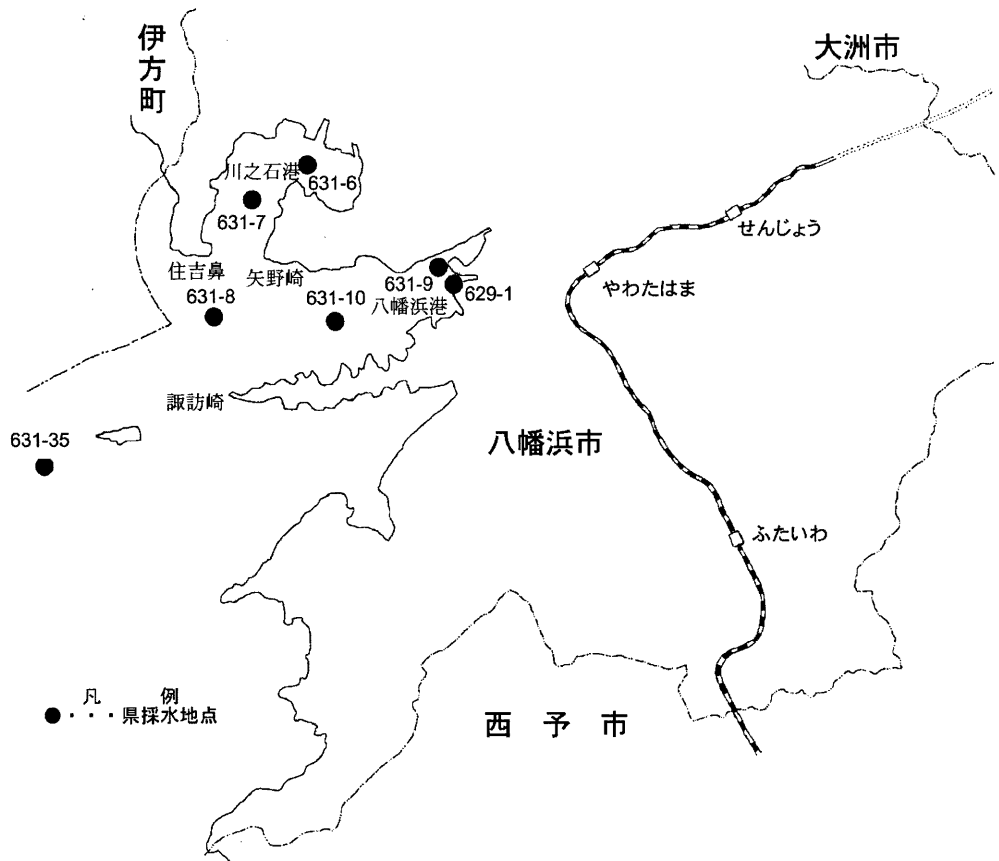 伊方町
大洲市
川之石港
631-6
631-7
せんじょう
住吉鼻
矢野崎
631-9
629-1
やわたはま
631-8
631-10
八幡浜港
諏訪崎
八幡浜市
631-35
ふたいわ
凡 例
●・・・県採水地点
西 予 市